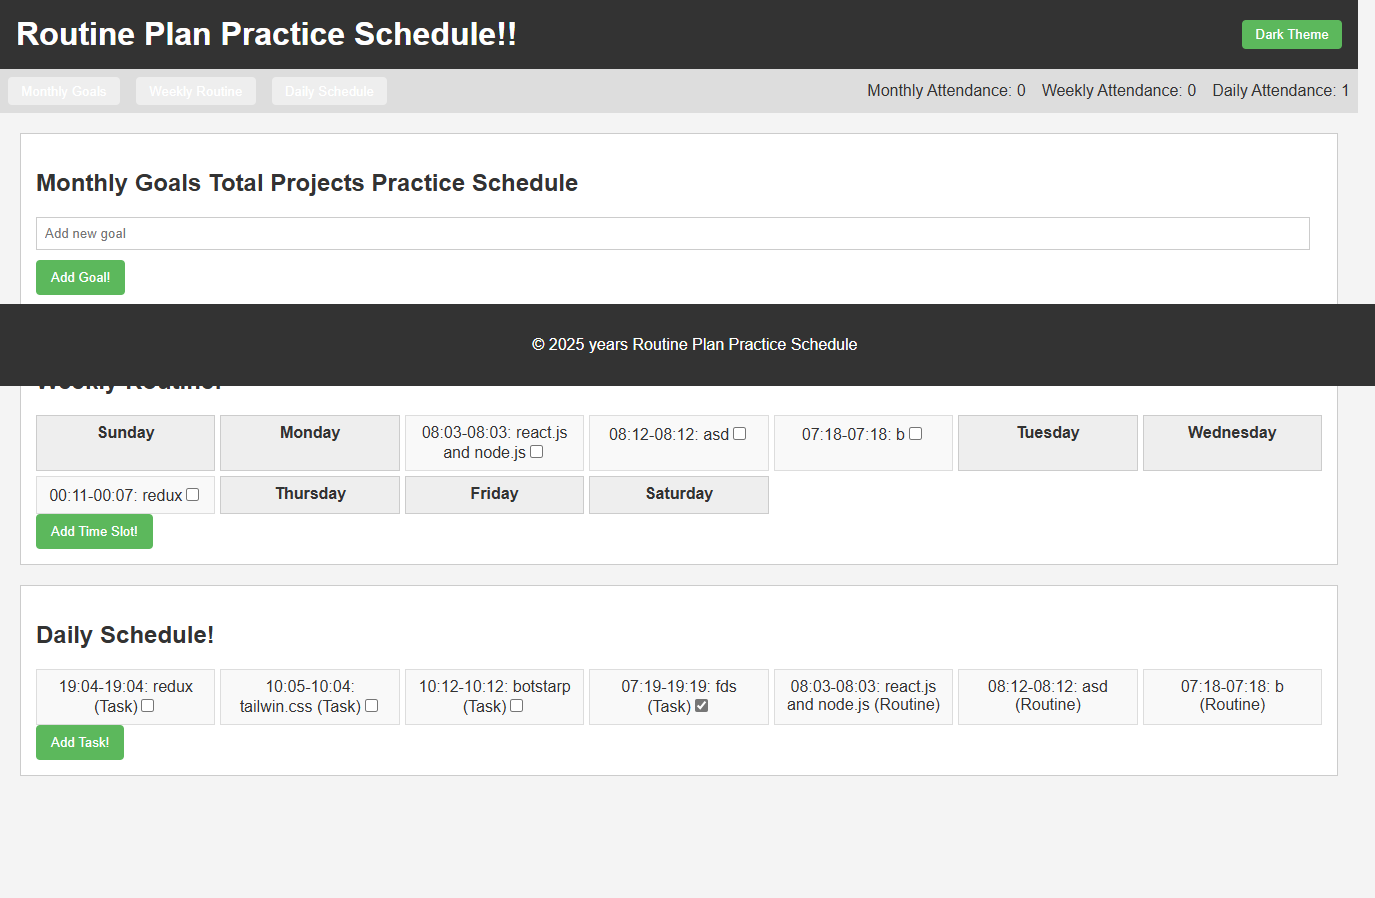 Routine Plan Practice Schedule!!
Dark Theme
Monthly Goals
Weekly Routine
Daily Schedule
Monthly Attendance: 0
Weekly Attendance: 0
Daily Attendance: 1
Monthly Goals Total Projects Practice Schedule
Add new goal
Add Goal!
© 2025 years Routine Plan Practice Schedule
Weekly Routine!
Sunday
Monday
08:03-08:03: react.js
and node.js
08:12-08:12: asd
07:18-07:18: b
Tuesday
Wednesday
00:11-00:07: redux
Thursday
Friday
Saturday
Add Time Slot!
Daily Schedule!
19:04-19:04: redux
(Task)
10:05-10:04:
tailwin.css (Task)
10:12-10:12: botstarp
(Task)
07:19-19:19: fds
(Task)
08:03-08:03: react.js
and node.js (Routine)
08:12-08:12: asd
(Routine)
07:18-07:18: b
(Routine)
Add Task!